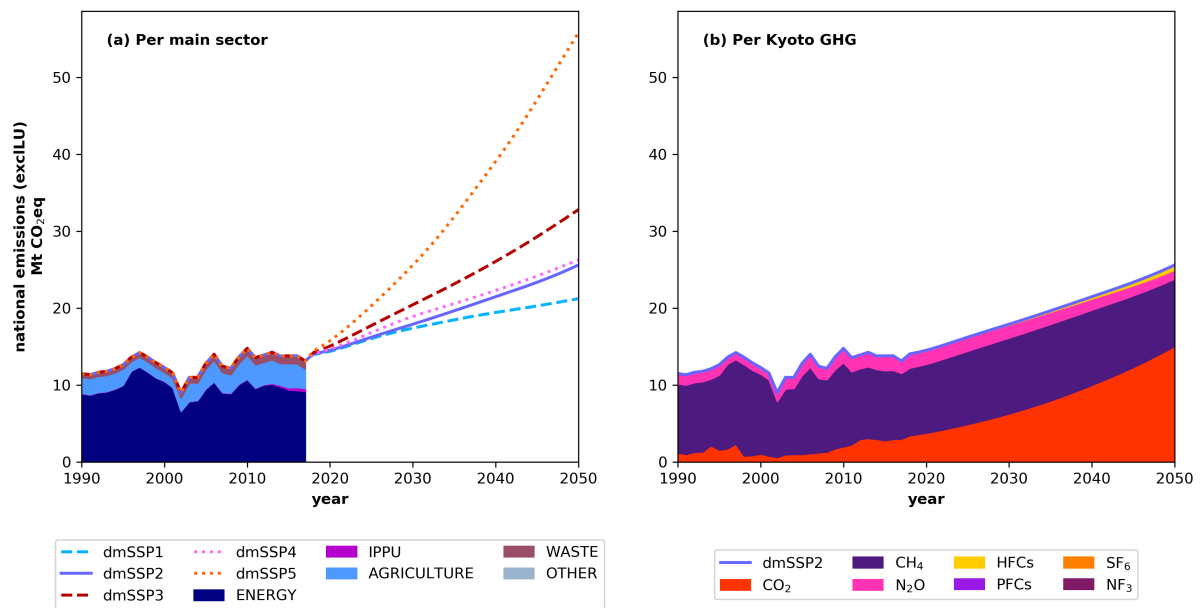 (a) Per main sector
(b) Per Kyoto GHG
national emissions (exclLU)
Mt CO₂eq
50
40
30
20
10
0
1990 2000 2010 2020 2030 2040 2050
year
50
40
30
20
10
0
1990 2000 2010 2020 2030 2040 2050
year
dmSSP1
dmSSP2
dmSSP3
dmSSP4
dmSSP5
ENERGY
IPPU
AGRICULTURE
WASTE
OTHER
dmSSP2
CO₂
CH₄
N₂O
HFCs
PFCs
SF₆
NF₃